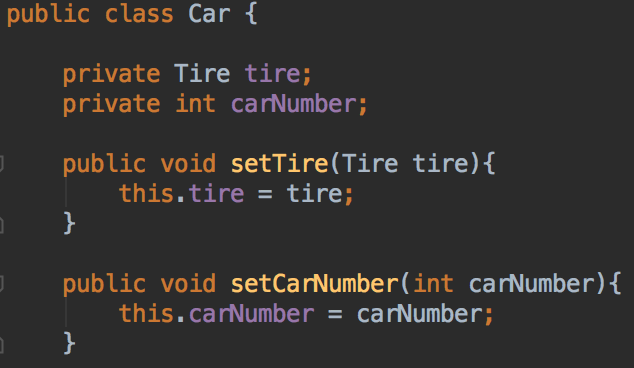 public class Car {
private Tire tire;
private int carNumber;
public void setTire(Tire tire){
this.tire = tire;
}
public void setCarNumber(int carNumber){
this.carNumber = carNumber;
}